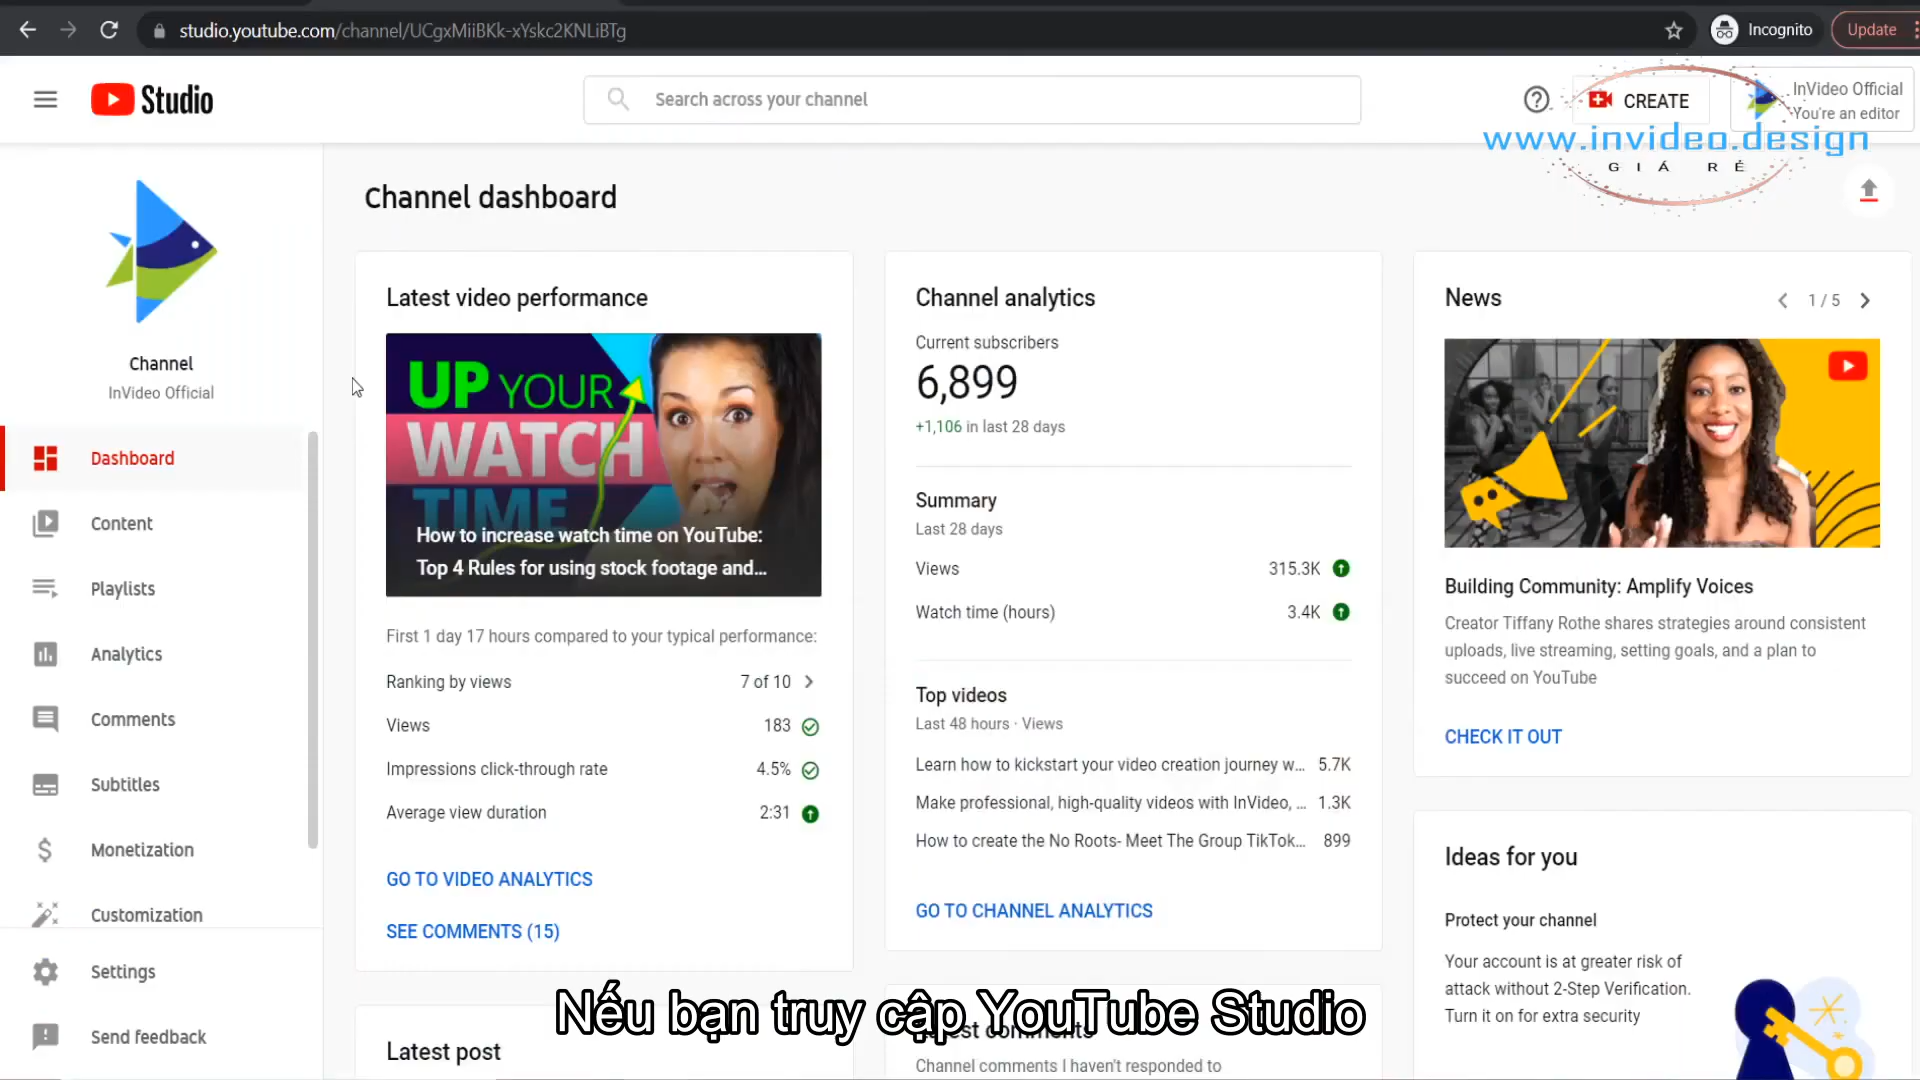 studio.youtube.com/channel/UCgxMiiBKk-xYskc2KNLiBTg
Incognito
Update
Studio
Search across your channel
CREATE
InVideo Official
You're an editor
www.invideo.design
GIÁ RẺ
Channel
InVideo Official
Dashboard
Content
Playlists
Analytics
Comments
Subtitles
Monetization
Customization
Settings
Send feedback
Channel dashboard
Latest video performance
UP YOUR
WATCH
TIME
How to increase watch time on YouTube:
Top 4 Rules for using stock footage and...
First 1 day 17 hours compared to your typical performance:
Ranking by views 7 of 10
Views 183
Impressions click-through rate 4.5%
Average view duration 2:31
GO TO VIDEO ANALYTICS
SEE COMMENTS (15)
Latest post
Channel analytics
Current subscribers
6,899
+1,106 in last 28 days
Summary
Last 28 days
Views 315.3K
Watch time (hours) 3.4K
Top videos
Last 48 hours · Views
Learn how to kickstart your video creation journey w... 5.7K
Make professional, high-quality videos with InVideo, ... 1.3K
How to create the No Roots- Meet The Group TikTok... 899
GO TO CHANNEL ANALYTICS
Latest comments
Channel comments I haven't responded to
News
1 / 5
Building Community: Amplify Voices
Creator Tiffany Rothe shares strategies around consistent
uploads, live streaming, setting goals, and a plan to
succeed on YouTube
CHECK IT OUT
Ideas for you
Protect your channel
Your account is at greater risk of
attack without 2-Step Verification.
Turn it on for extra security
Nếu bạn truy cập YouTube Studio